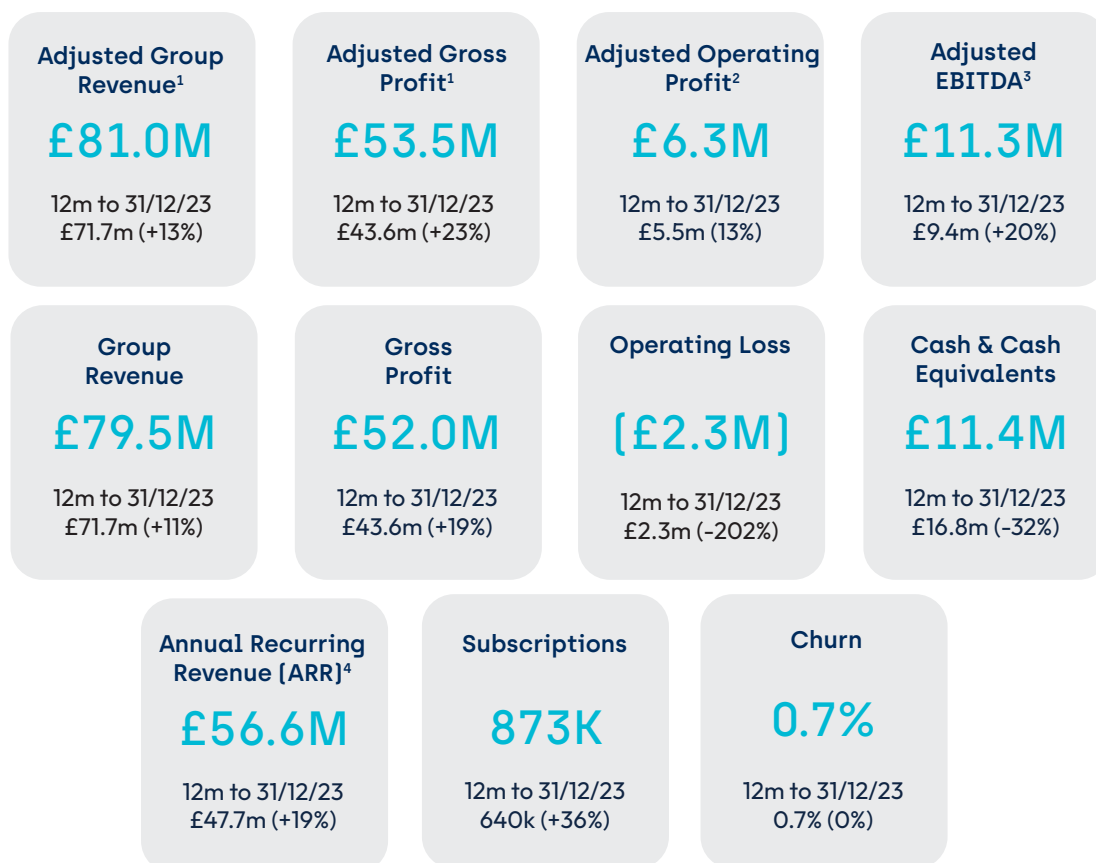 Adjusted Group
Revenue¹
£81.0M
12m to 31/12/23
£71.7m (+13%)
Adjusted Gross
Profit¹
£53.5M
12m to 31/12/23
£43.6m (+23%)
Adjusted Operating
Profit²
£6.3M
12m to 31/12/23
£5.5m (13%)
Adjusted
EBITDA³
£11.3M
12m to 31/12/23
£9.4m (+20%)
Group
Revenue
£79.5M
12m to 31/12/23
£71.7m (+11%)
Gross
Profit
£52.0M
12m to 31/12/23
£43.6m (+19%)
Operating Loss
(£2.3M)
12m to 31/12/23
£2.3m (-202%)
Cash & Cash
Equivalents
£11.4M
12m to 31/12/23
£16.8m (-32%)
Annual Recurring
Revenue (ARR)⁴
£56.6M
12m to 31/12/23
£47.7m (+19%)
Subscriptions
873K
12m to 31/12/23
640k (+36%)
Churn
0.7%
12m to 31/12/23
0.7% (0%)